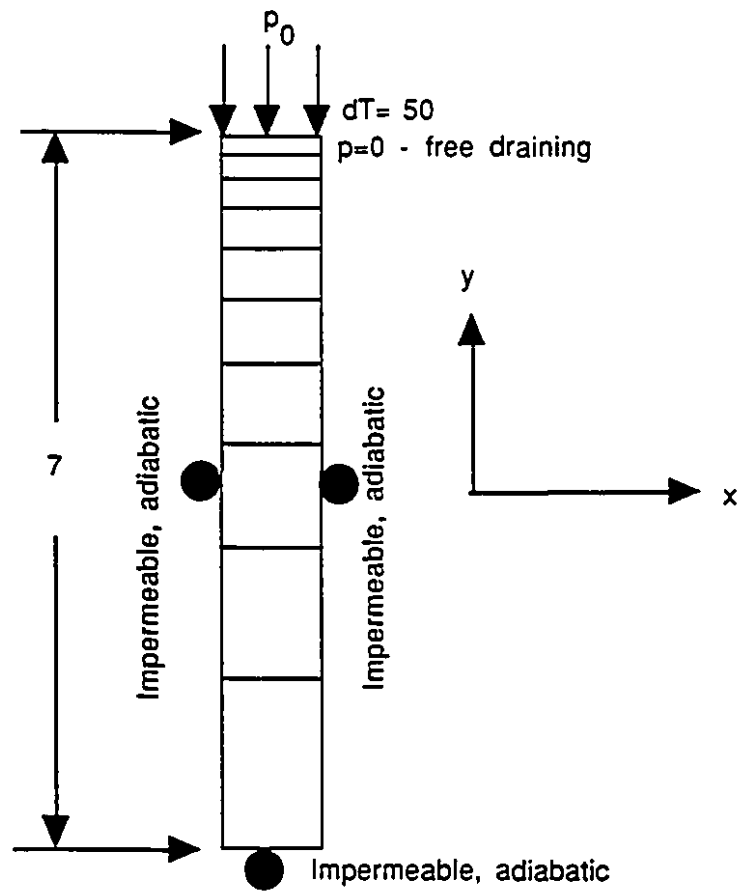 p0
dT= 50
p=0 - free draining
y
7
Impermeable, adiabatic
Impermeable, adiabatic
x
Impermeable, adiabatic